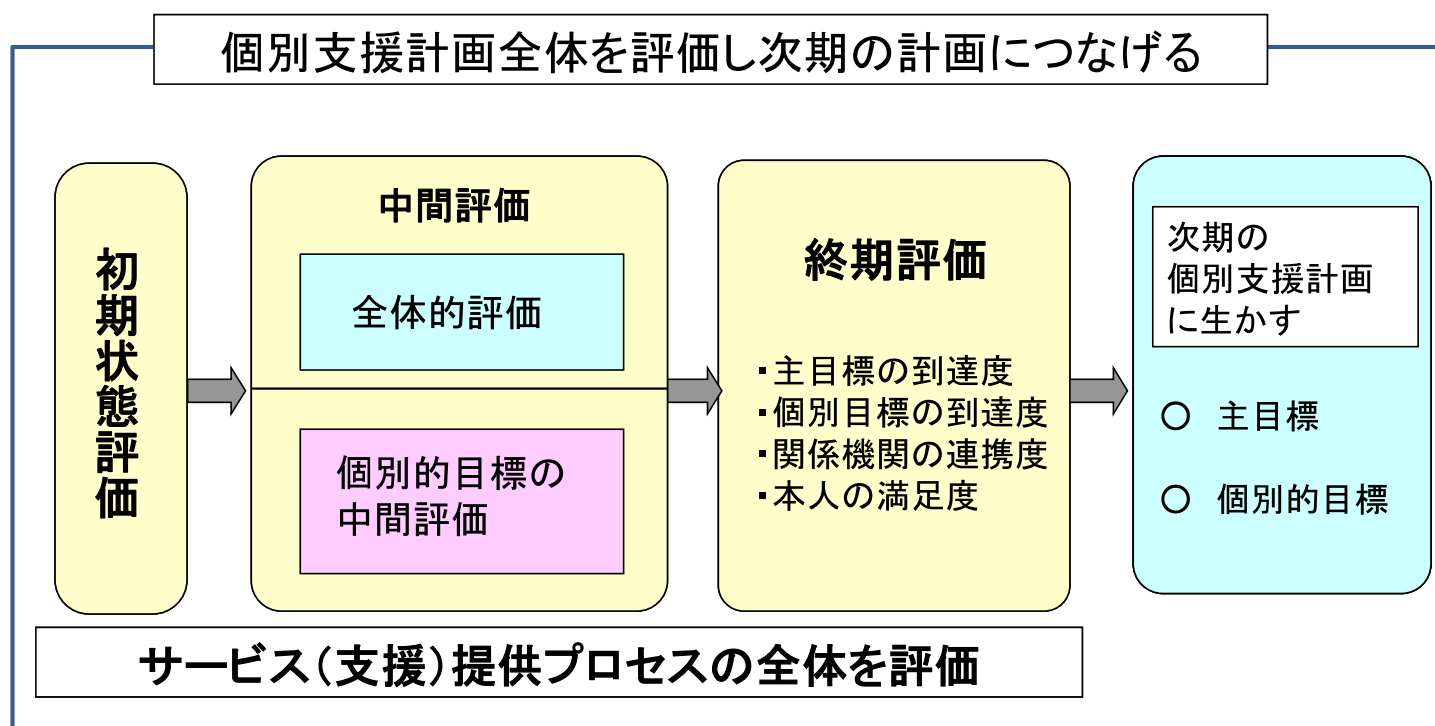 個別支援計画全体を評価し次期の計画につなげる
初期状態評価
中間評価
全体的評価
個別的目標の
中間評価
終期評価
・主目標の到達度
・個別目標の到達度
・関係機関の連携度
・本人の満足度
次期の
個別支援計画
に生かす
○ 主目標
○ 個別的目標
サービス(支援)提供プロセスの全体を評価